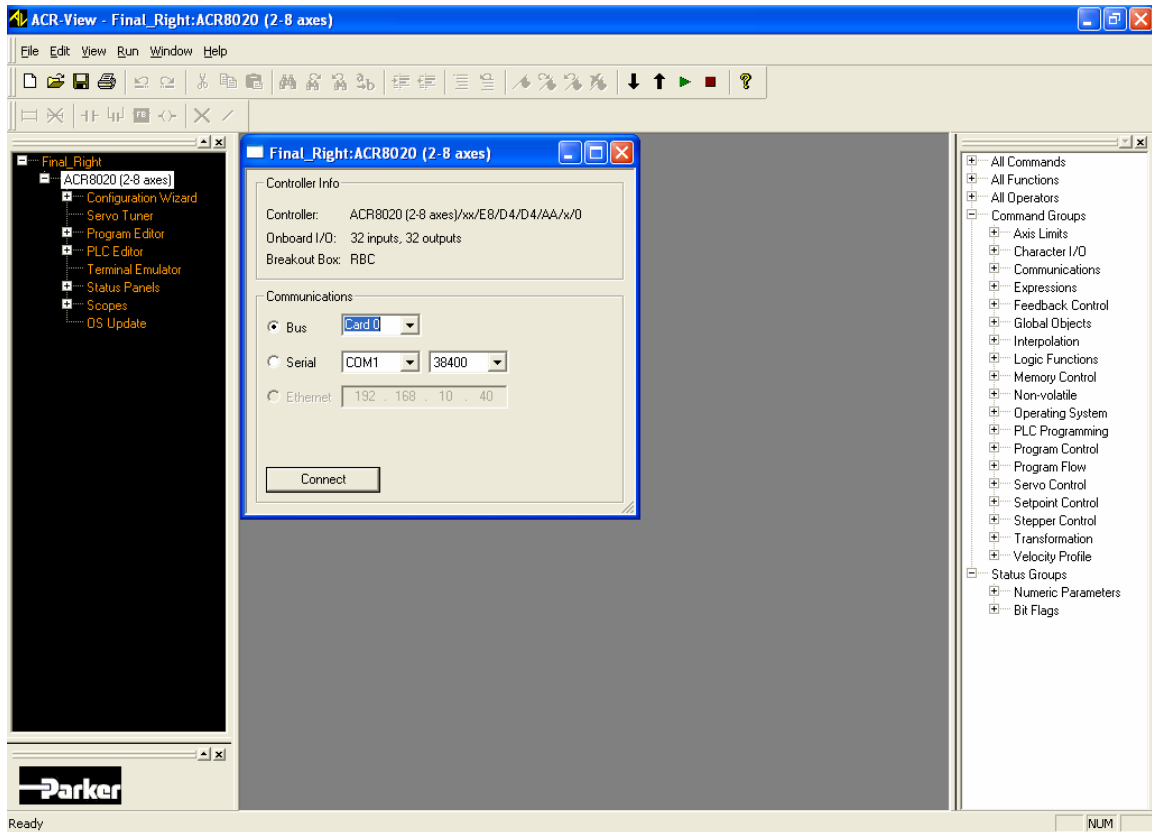 ACR-View - Final_Right:ACR8020 (2-8 axes)
File Edit View Run Window Help
Final_Right
ACR8020 (2-8 axes)
Configuration Wizard
Servo Tuner
Program Editor
PLC Editor
Terminal Emulator
Status Panels
Scopes
OS Update
Final_Right:ACR8020 (2-8 axes)
Controller Info
Controller: ACR8020 (2-8 axes)/xx/E8/D4/D4/AA/x/0
Onboard I/O: 32 inputs, 32 outputs
Breakout Box: RBC
Communications
Bus Card 0
Serial COM1 38400
Ethernet 192 . 168 . 10 . 40
Connect
All Commands
All Functions
All Operators
Command Groups
Axis Limits
Character I/O
Communications
Expressions
Feedback Control
Global Objects
Interpolation
Logic Functions
Memory Control
Non-volatile
Operating System
PLC Programming
Program Control
Program Flow
Servo Control
Setpoint Control
Stepper Control
Transformation
Velocity Profile
Status Groups
Numeric Parameters
Bit Flags
Parker
Ready
NUM